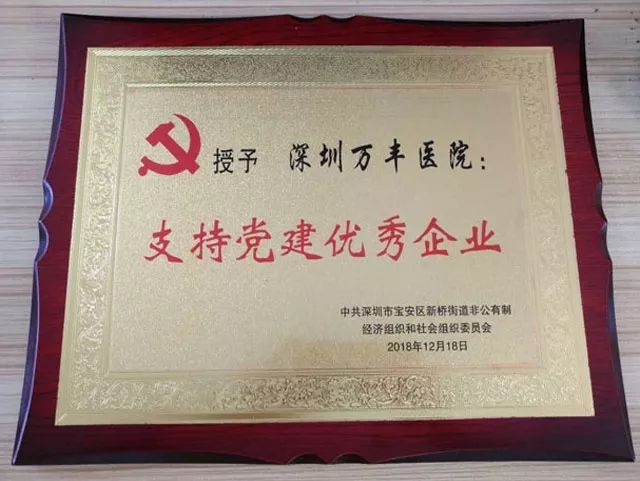 授予 深圳万丰医院：
支持党建优秀企业
中共深圳市宝安区新桥街道非公有制
经济组织和社会组织委员会
2018年12月18日